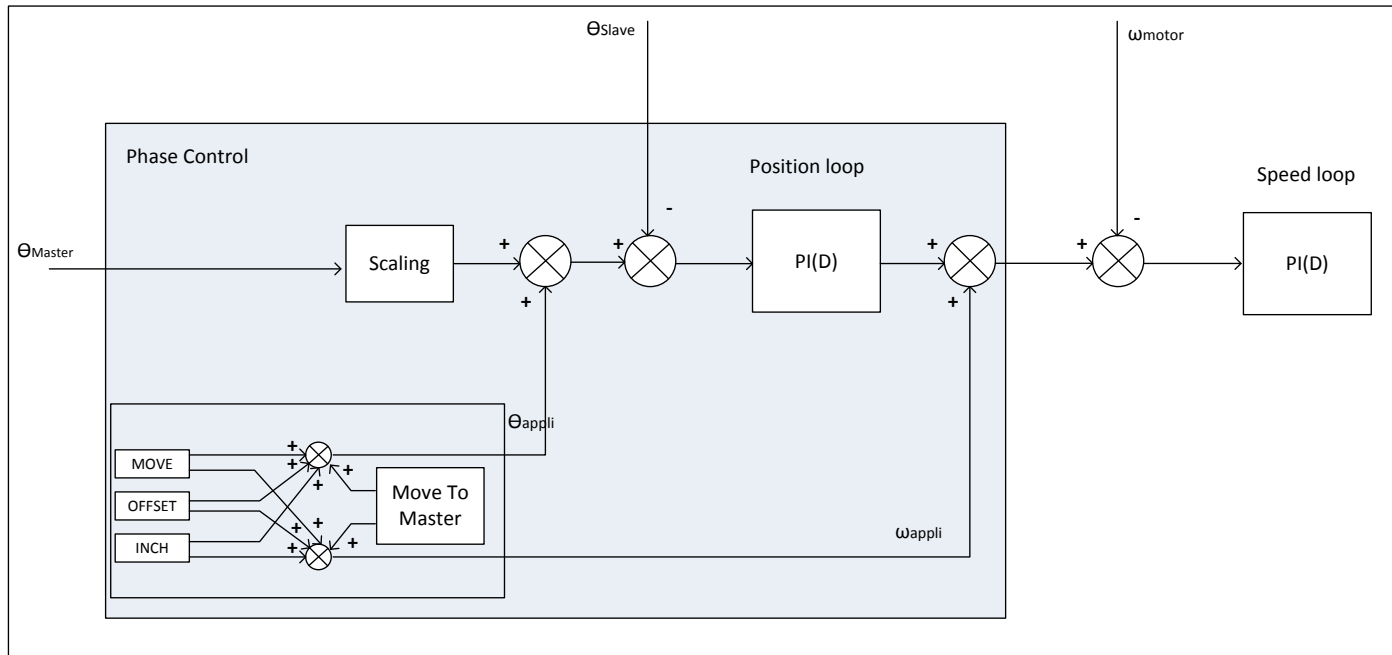 ϴSlave
ωmotor
Phase Control
Position loop
Speed loop
ϴMaster
Scaling
+
+
+
-
PI(D)
+
+
+
-
PI(D)
ϴappli
MOVE
OFFSET
INCH
+
+
+
+
Move To
Master
+
+
+
+
ωappli